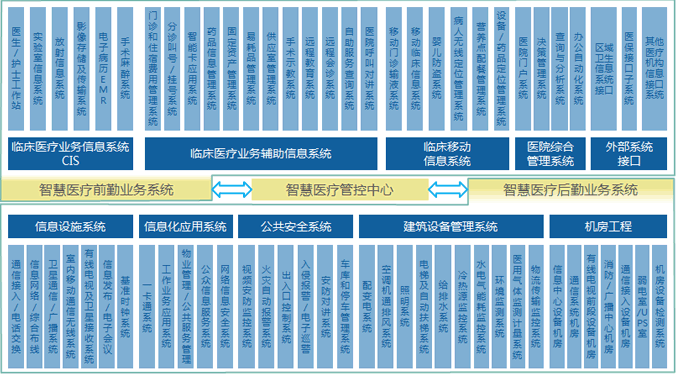 医生/护士工作站
实验室信息系统
放射信息系统
影像存储及传输系统
电子病历EMR
手术麻醉系统
门诊和住宿费用管理系统
分诊叫号/挂号系统
智能卡应用系统
药品信息管理系统
固定资产管理系统
易耗品管理系统
供应室管理系统
手术示教系统
远程教育系统
远程会诊系统
自助服务查询系统
医院呼叫对讲系统
移动门诊输液系统
移动临床信息系统
婴儿防盗系统
病人无线定位管理系统
营养点配餐管理系统
设备/药品定位管理系统
医院门户系统
决策管理系统
查询与分析系统
办公自动化系统
区域卫生信息系统接口
医保接口子系统
其他医疗机构信息接口系统
临床医疗业务信息系统
CIS
临床医疗业务辅助信息系统
临床移动
信息系统
医院综合
管理系统
外部系统
接口
智慧医疗前勤业务系统
智慧医疗管控中心
智慧医疗后勤业务系统
信息设施系统
信息化应用系统
公共安全系统
建筑设备管理系统
机房工程
通信接入/电话交换
信息网络/综合布线
卫星通信/广播系统
室内移动通信无线系统
有线电视及卫星接收系统
信息发布/电子会议
基准时钟系统
一卡通系统
工作业务应用系统
物业管理/公共服务管理
公众信息服务系统
网络信息安全系统
视频安防监控系统
火灾自动报警系统
出入口控制系统
入侵报警/电子巡警
安防对讲系统
车库和停车管理系统
配变电系统
空调机通排风系统
照明系统
电梯及自动扶梯系统
给排水系统
冷热源监控系统
水电气能耗监控系统
环境监测系统
医用气体监测计品系统
物流传输监控系统
信息中心设备机房
通信系统机房
有线电视前段设备机房
消防/广播中心机房
通信接入设备机房
弱电室/UPS室
机房设备检测系统